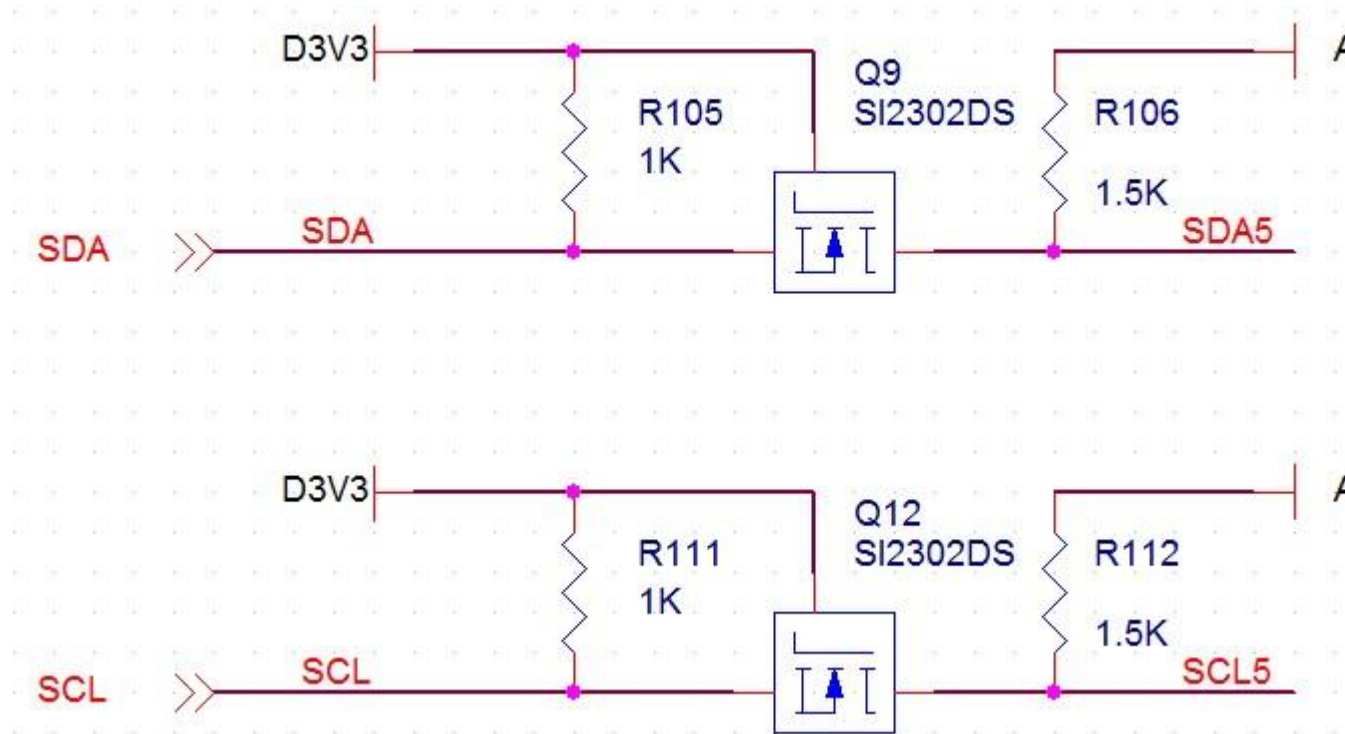 D3V3
Q9
SI2302DS
R105
1K
R106
1.5K
SDA
SDA
SDA5
D3V3
Q12
SI2302DS
R111
1K
R112
1.5K
SCL
SCL
SCL5